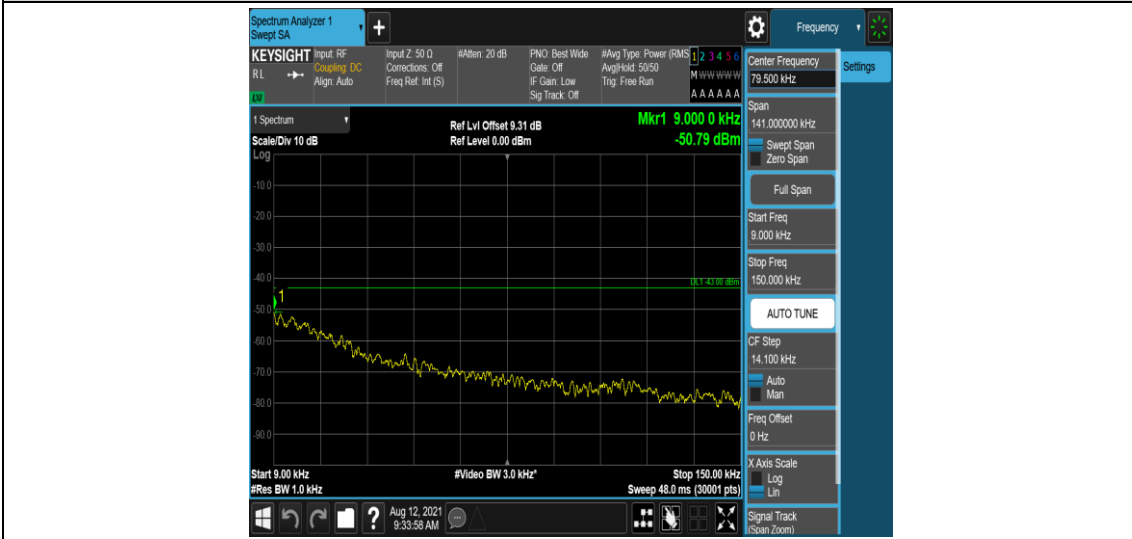 Spectrum Analyzer 1
Swept SA
+
Frequency
KEYSIGHT
RL
Input: RF
Coupling: DC
Align: Auto
Input Z: 50 Ω
Corrections: Off
Freq Ref: Int (S)
#Atten: 20 dB
PNO: Best Wide
Gate: Off
IF Gain: Low
Sig Track: Off
#Avg Type: Power (RMS
Avg|Hold: 50/50
Trig: Free Run
1 2 3 4 5 6
M W W W W W
A A A A A A
1 Spectrum
Scale/Div 10 dB
Ref Lvl Offset 9.31 dB
Ref Level 0.00 dBm
Mkr1 9.000 0 kHz
-50.79 dBm
Log
-10.0
-20.0
-30.0
-40.0
DL1 -43.00 dBm
1
-50.0
-60.0
-70.0
-80.0
-90.0
Start 9.00 kHz
#Video BW 3.0 kHz*
Stop 150.00 kHz
#Res BW 1.0 kHz
Sweep 48.0 ms (30001 pts)
?
Aug 12, 2021
9:33:58 AM
Center Frequency
79.500 kHz
Settings
Span
141.000000 kHz
Swept Span
Zero Span
Full Span
Start Freq
9.000 kHz
Stop Freq
150.000 kHz
AUTO TUNE
CF Step
14.100 kHz
Auto
Man
Freq Offset
0 Hz
X Axis Scale
Log
Lin
Signal Track
(Span Zoom)